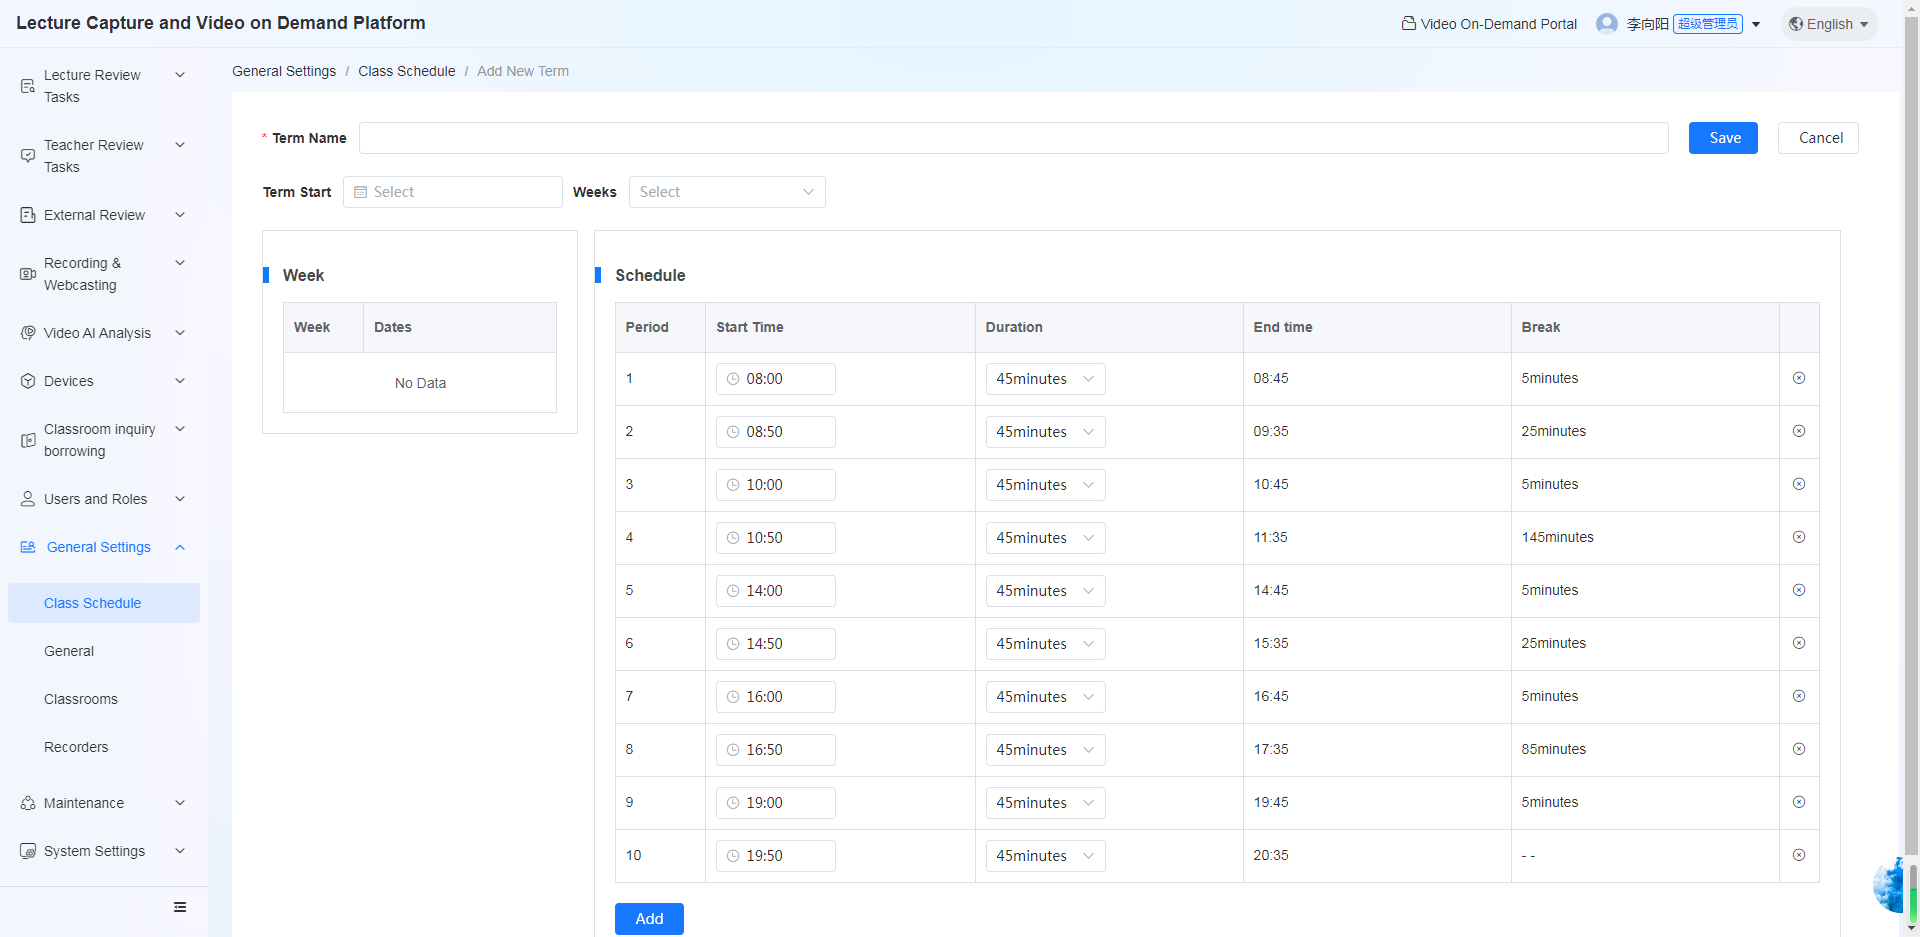 Lecture Capture and Video on Demand Platform
Video On-Demand Portal
李向阳 超级管理员
English
Lecture Review
Tasks
Teacher Review
Tasks
External Review
Recording &
Webcasting
Video AI Analysis
Devices
Classroom inquiry
borrowing
Users and Roles
General Settings
Class Schedule
General
Classrooms
Recorders
Maintenance
System Settings
General Settings / Class Schedule / Add New Term
* Term Name
Save
Cancel
Term Start Select Weeks Select
Week
Week Dates
No Data
Schedule
Period Start Time Duration End time Break
1 08:00 45minutes 08:45 5minutes
2 08:50 45minutes 09:35 25minutes
3 10:00 45minutes 10:45 5minutes
4 10:50 45minutes 11:35 145minutes
5 14:00 45minutes 14:45 5minutes
6 14:50 45minutes 15:35 25minutes
7 16:00 45minutes 16:45 5minutes
8 16:50 45minutes 17:35 85minutes
9 19:00 45minutes 19:45 5minutes
10 19:50 45minutes 20:35 - -
Add